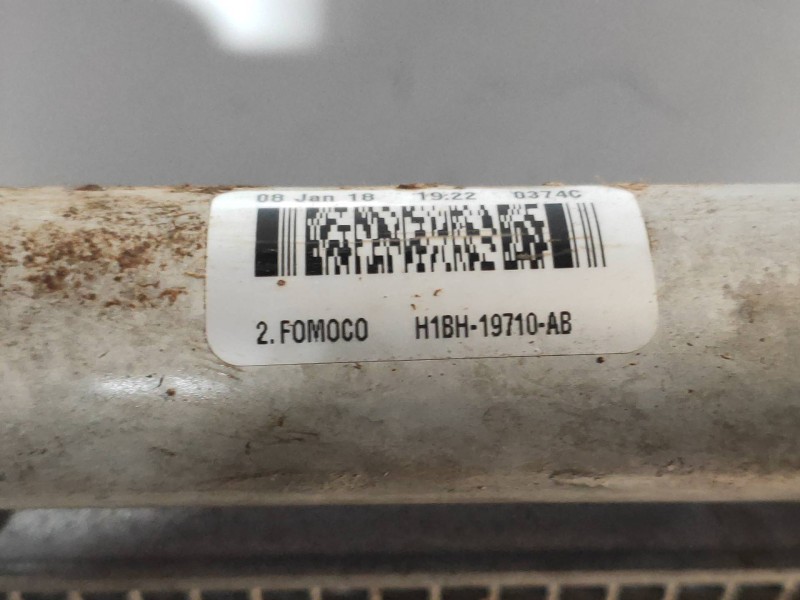 08 Jan 18 19:22 0374C
2. FOMOCO H1BH-19710-AB